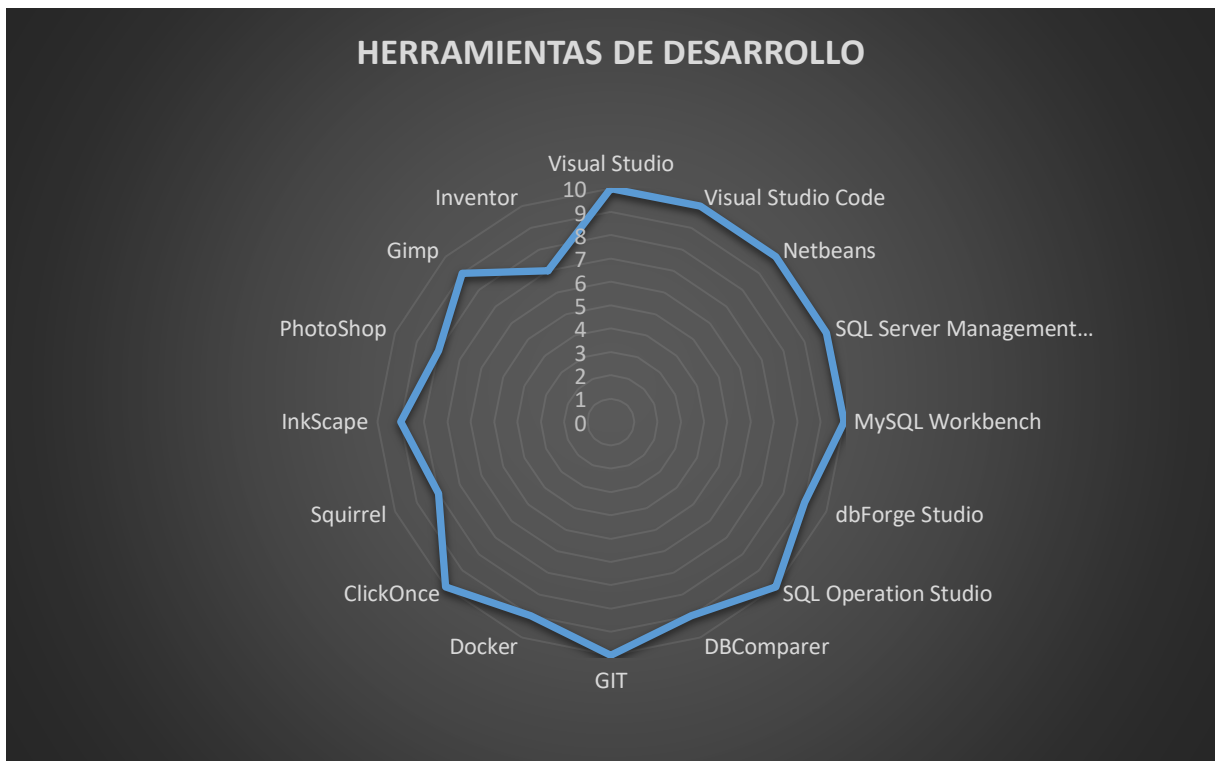 HERRAMIENTAS DE DESARROLLO
Visual Studio
Visual Studio Code
Netbeans
SQL Server Management...
MySQL Workbench
dbForge Studio
SQL Operation Studio
DBComparer
GIT
Docker
ClickOnce
Squirrel
InkScape
PhotoShop
Gimp
Inventor
10
9
8
7
6
5
4
3
2
1
0